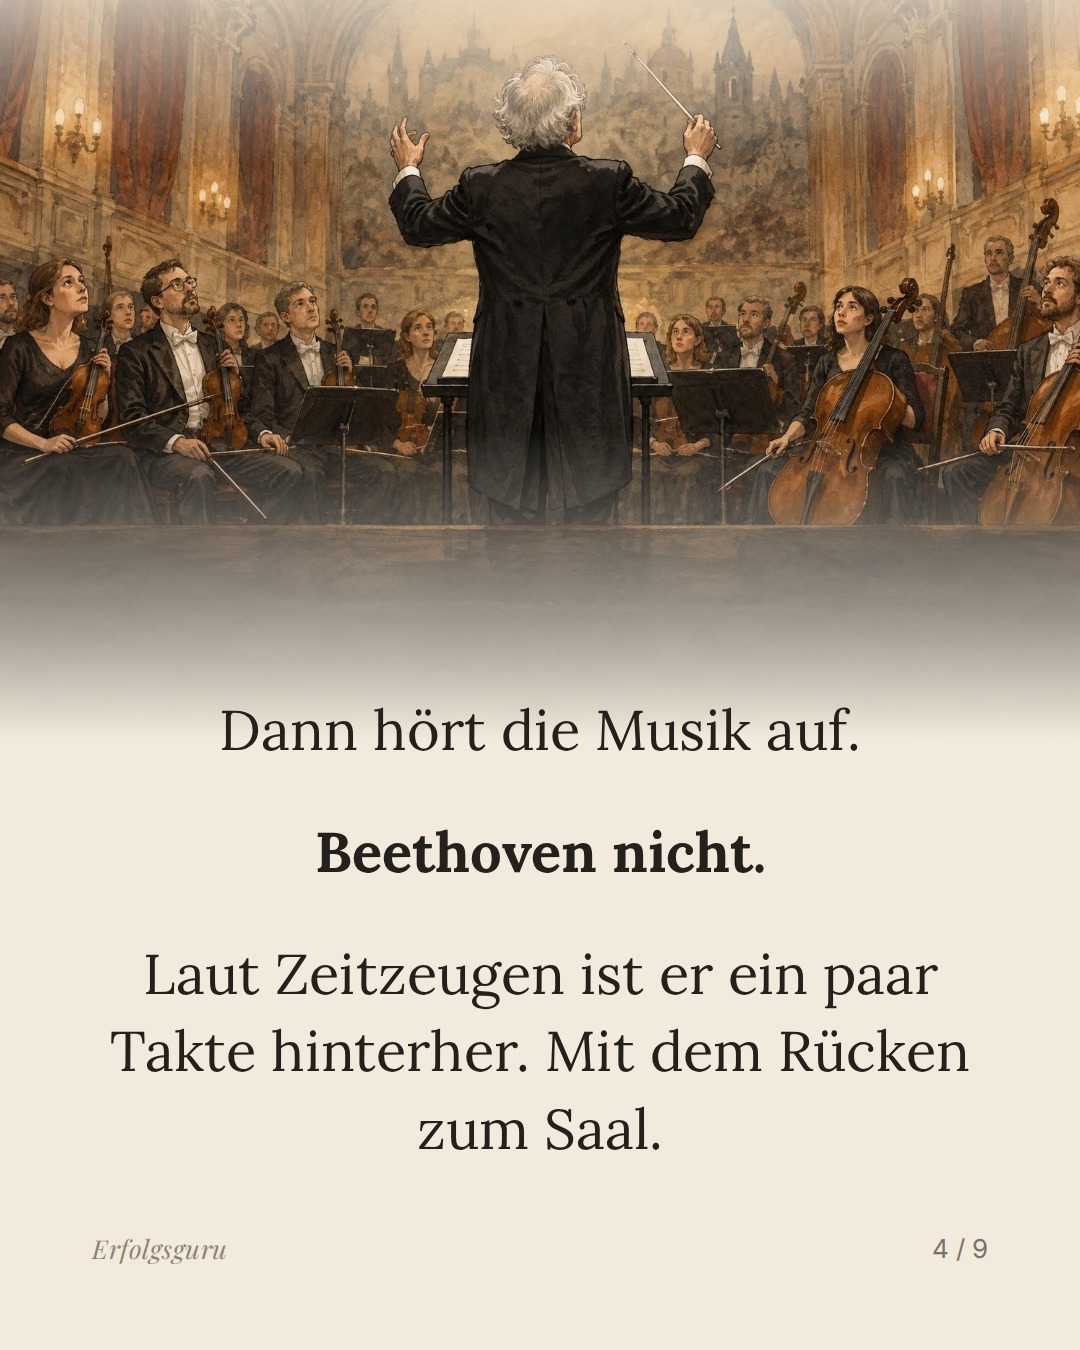 Dann hört die Musik auf.
Beethoven nicht.
Laut Zeitzeugen ist er ein paar
Takte hinterher. Mit dem Rücken
zum Saal.
Erfolgsguru
4 / 9